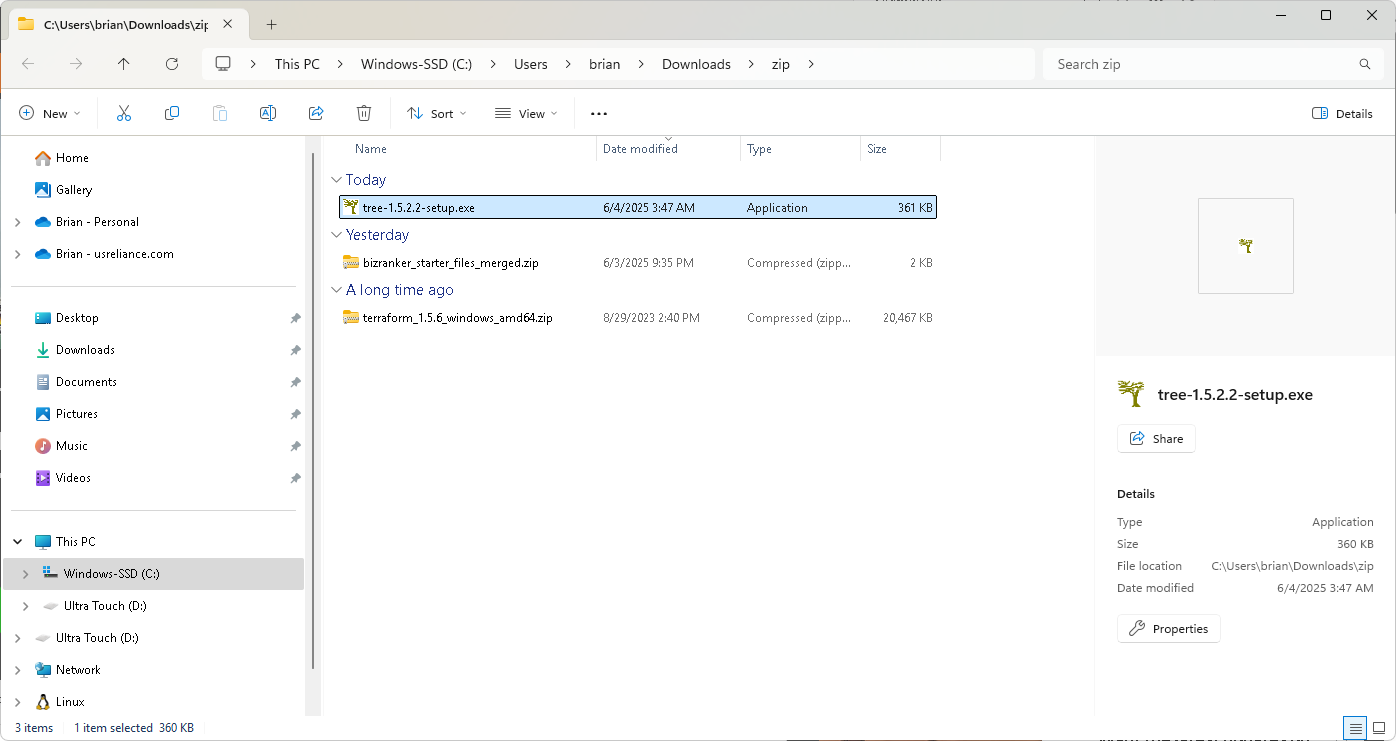 C:\Users\brian\Downloads\zip
This PC
Windows-SSD (C:)
Users
brian
Downloads
zip
Search zip
New
Sort
View
Details
Home
Gallery
Brian - Personal
Brian - usreliance.com
Desktop
Downloads
Documents
Pictures
Music
Videos
This PC
Windows-SSD (C:)
Ultra Touch (D:)
Ultra Touch (D:)
Network
Linux
Name Date modified Type Size
Today
tree-1.5.2.2-setup.exe 6/4/2025 3:47 AM Application 361 KB
Yesterday
bizranker_starter_files_merged.zip 6/3/2025 9:35 PM Compressed (zipp... 2 KB
A long time ago
terraform_1.5.6_windows_amd64.zip 8/29/2023 2:40 PM Compressed (zipp... 20,467 KB
tree-1.5.2.2-setup.exe
Share
Details
Type Application
Size 360 KB
File location C:\Users\brian\Downloads\zip
Date modified 6/4/2025 3:47 AM
Properties
3 items 1 item selected 360 KB